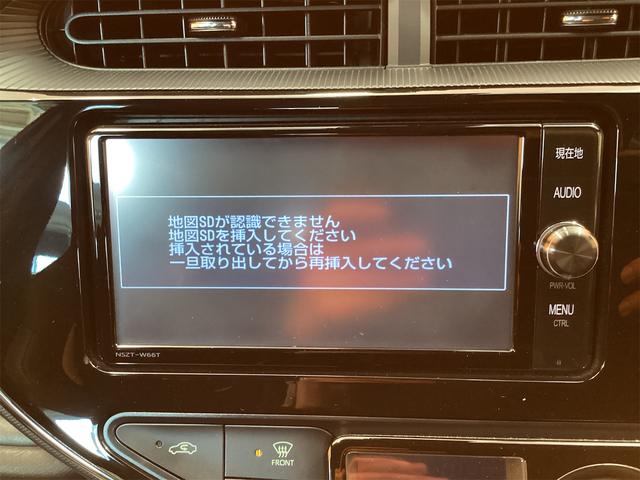 現在地
AUDIO
地図SDが認識できません
地図SDを挿入してください
挿入されている場合は
一旦取り出してから再挿入してください
PWR-VOL
MENU
CTRL
NSZT-W66T
FRONT